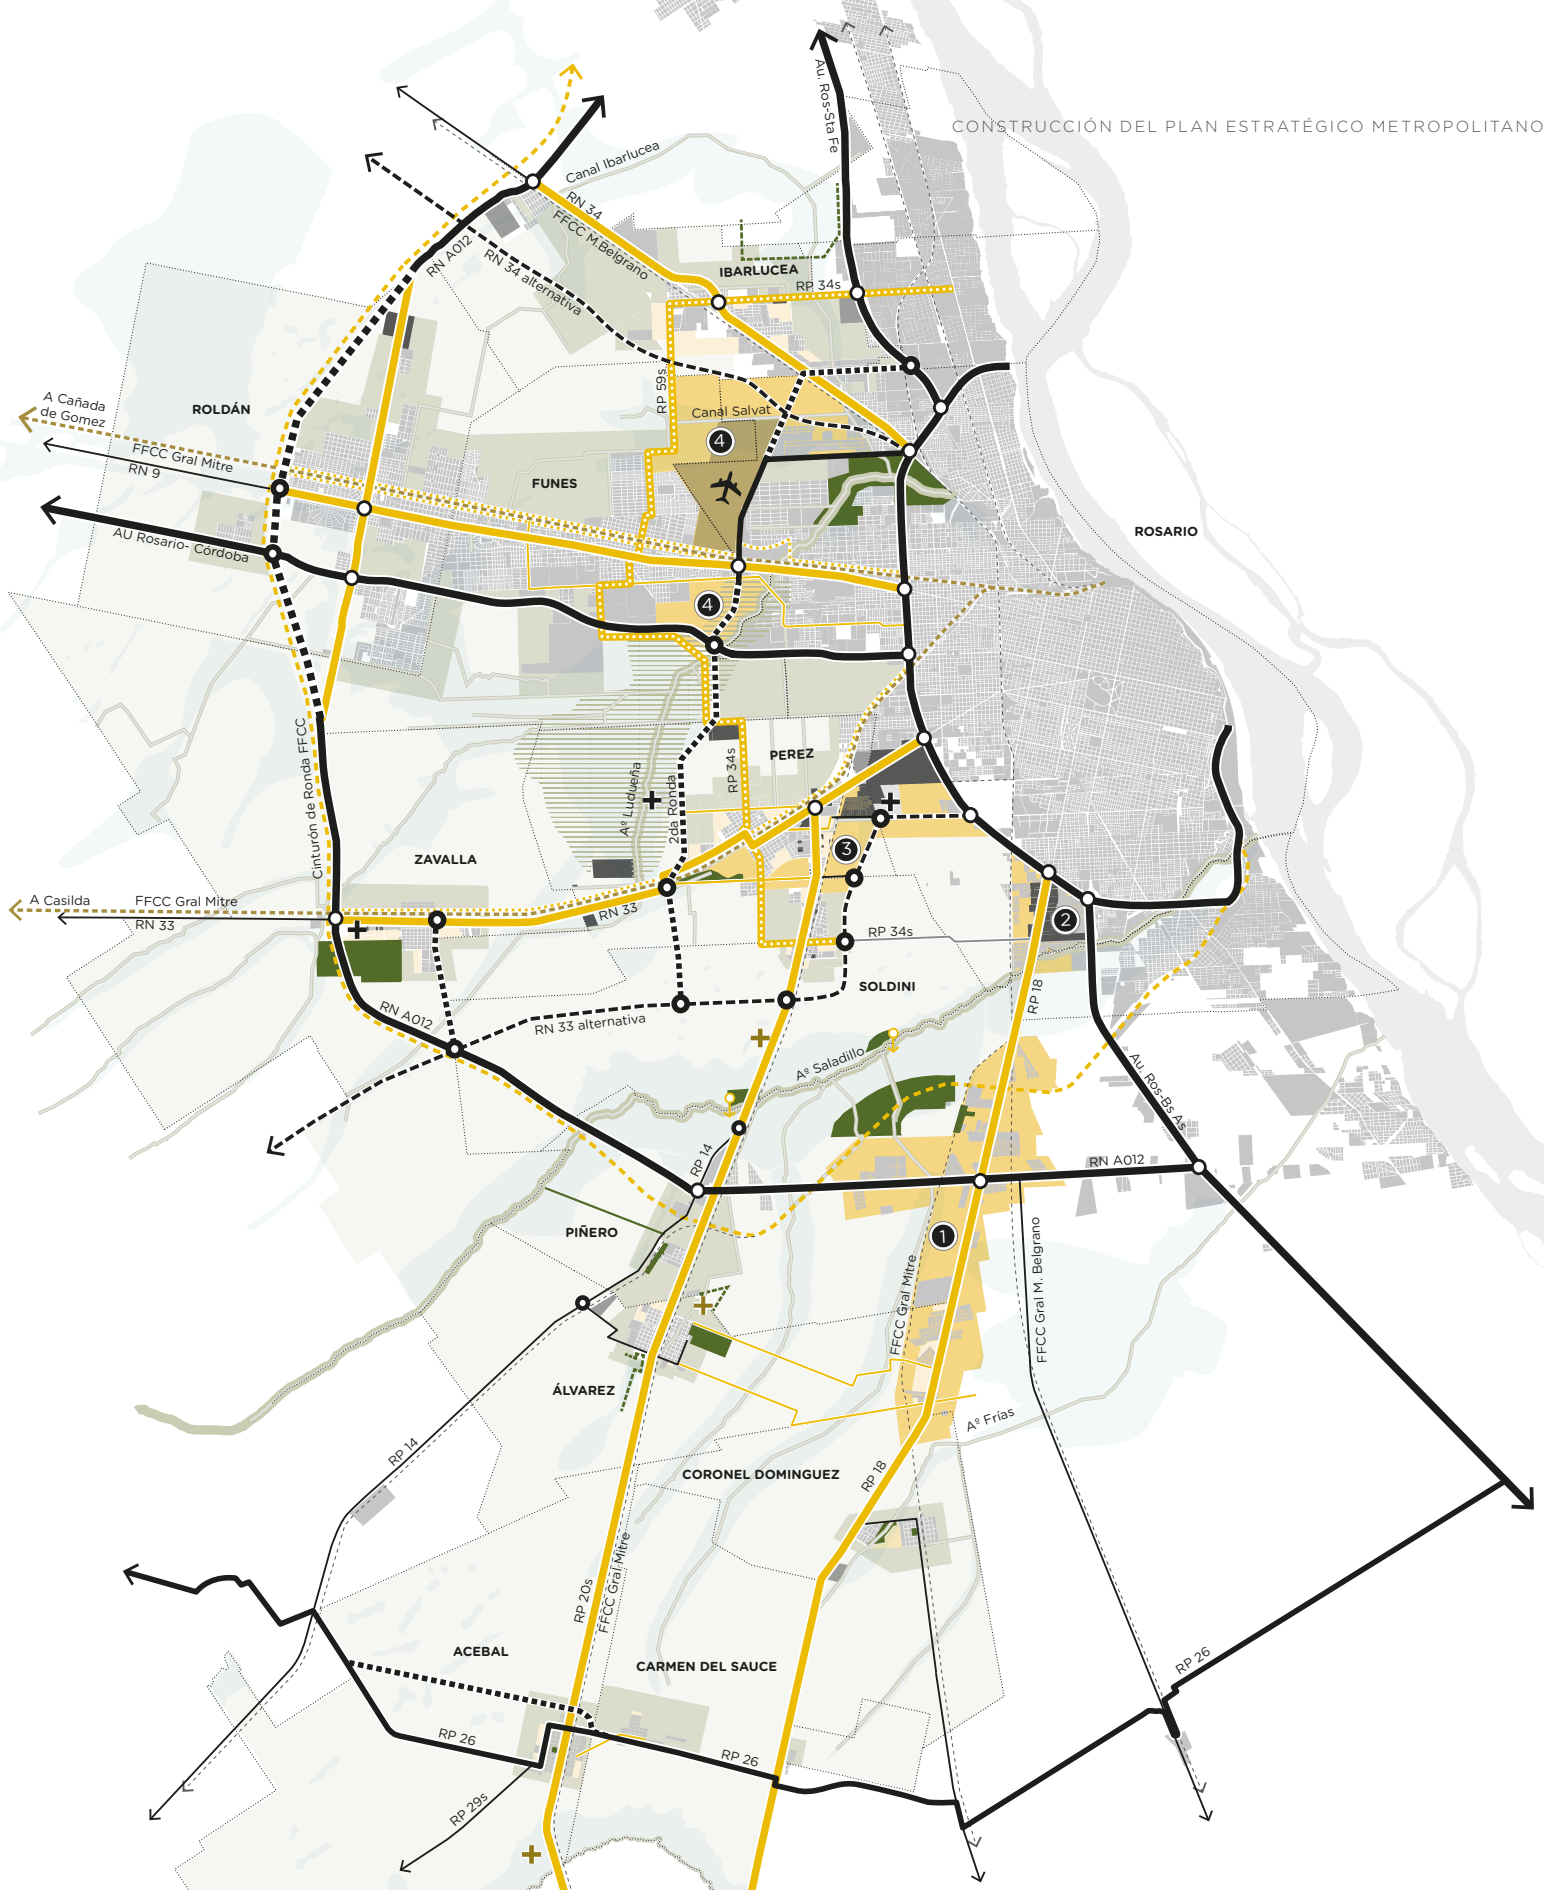 Au. Ros-Sta Fe
CONSTRUCCIÓN DEL PLAN ESTRATÉGICO METROPOLITANO
Canal Ibarlucea
RN 34
FFCC M.Belgrano
RN A012
RN 34 alternativa
IBARLUCEA
RP 34s
RP 59s
A Cañada
de Gomez
ROLDÁN
Canal Salvat
4
FFCC Gral Mitre
RN 9
FUNES
ROSARIO
AU Rosario- Córdoba
4
Cinturón de Ronda FFCC
PEREZ
RP 34s
Aº Ludueña
2da Ronda
ZAVALLA
3
A Casilda
FFCC Gral Mitre
RN 33
RN 33
2
RP 34s
SOLDINI
RP 18
RN A012
RN 33 alternativa
Aº Saladillo
Au. Ros-Bs As
RP 14
RN A012
PIÑERO
1
FFCC Gral Mitre
FFCC Gral M. Belgrano
ÁLVAREZ
Aº Frías
RP 14
CORONEL DOMINGUEZ
RP 18
RP 20s
FFCC Gral Mitre
ACEBAL
CARMEN DEL SAUCE
RP 26
RP 26
RP 26
RP 29s